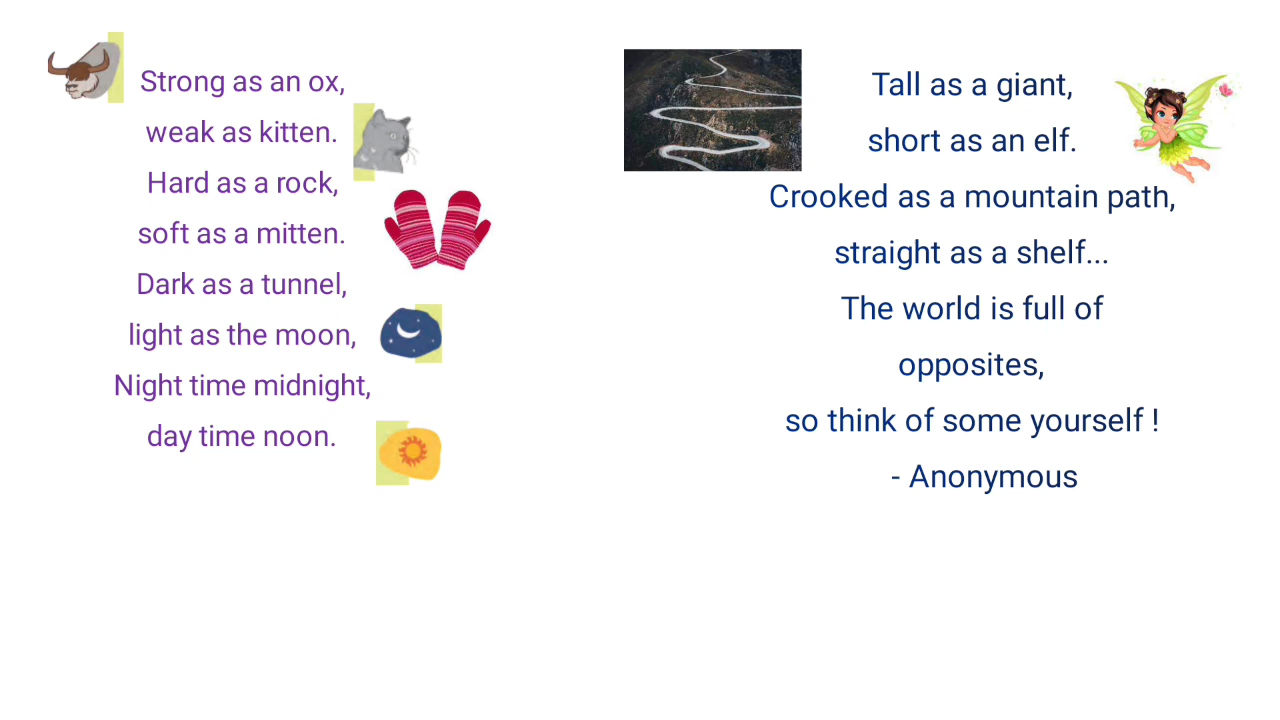 Strong as an ox,
weak as kitten.
Hard as a rock,
soft as a mitten.
Dark as a tunnel,
light as the moon,
Night time midnight,
day time noon.
Tall as a giant,
short as an elf.
Crooked as a mountain path,
straight as a shelf...
The world is full of
opposites,
so think of some yourself !
- Anonymous